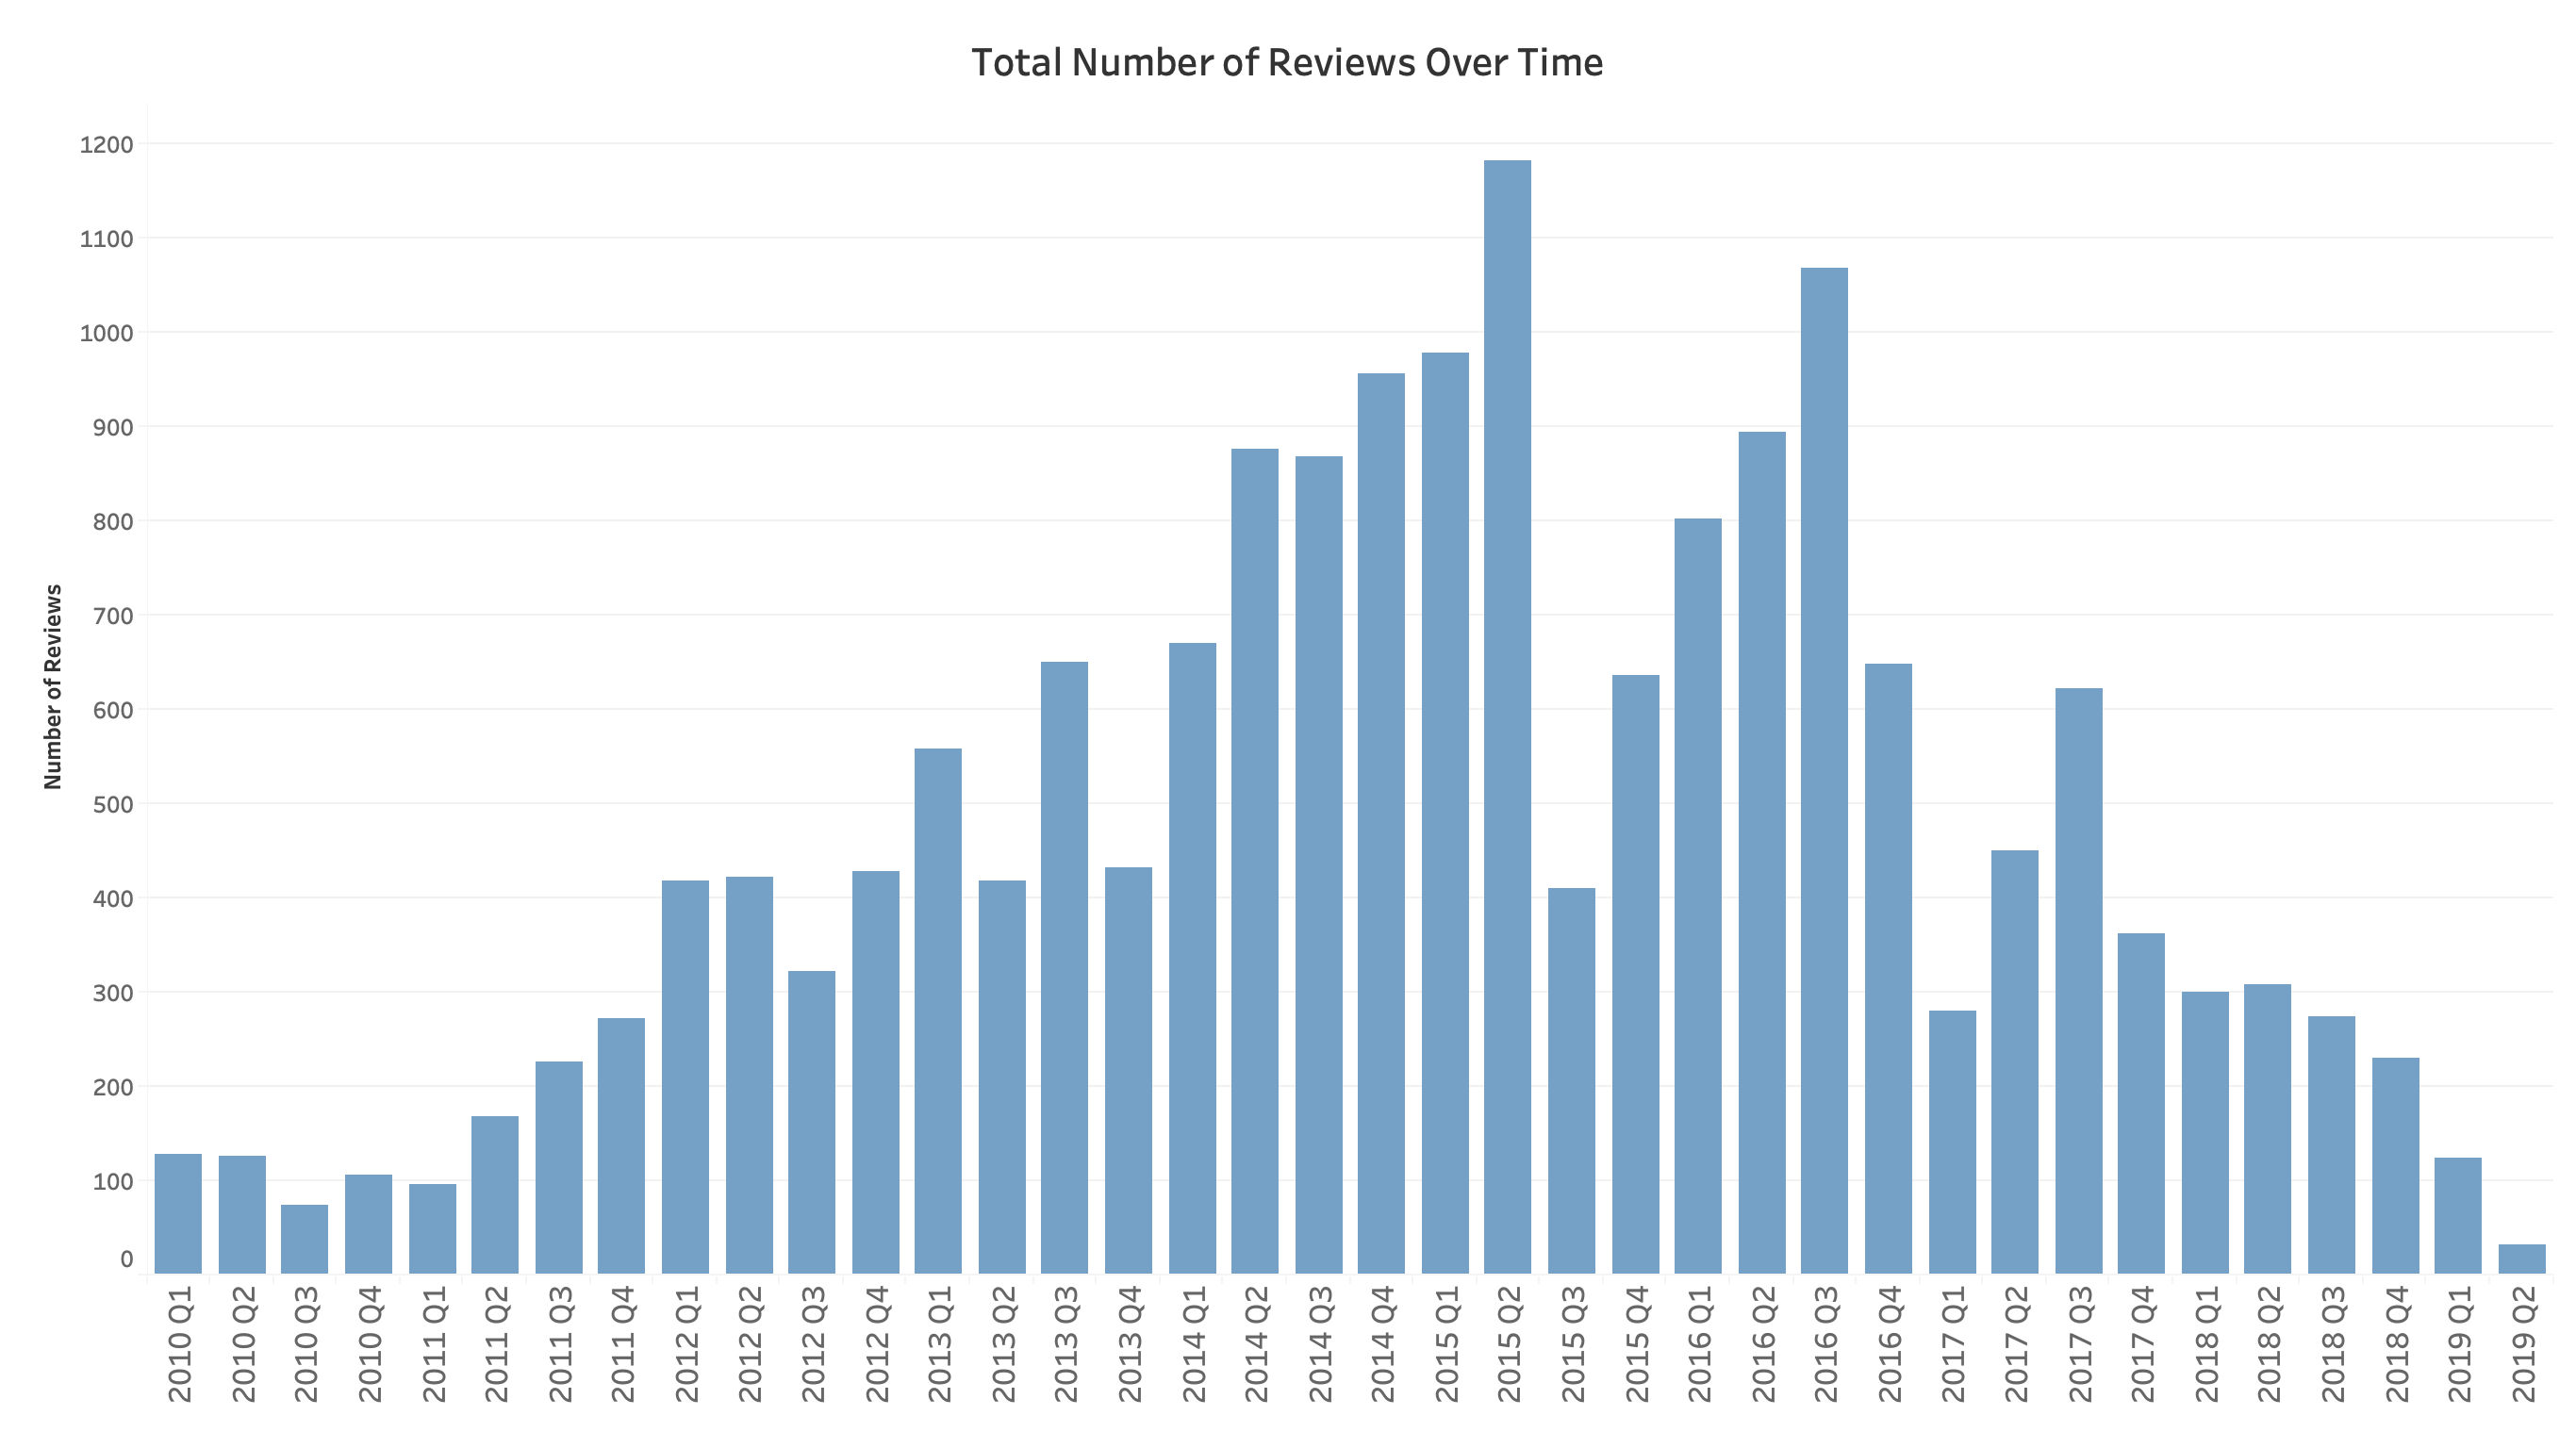 Total Number of Reviews Over Time
Number of Reviews
1200
1100
1000
900
800
700
600
500
400
300
200
100
0
2010 Q1
2010 Q2
2010 Q3
2010 Q4
2011 Q1
2011 Q2
2011 Q3
2011 Q4
2012 Q1
2012 Q2
2012 Q3
2012 Q4
2013 Q1
2013 Q2
2013 Q3
2013 Q4
2014 Q1
2014 Q2
2014 Q3
2014 Q4
2015 Q1
2015 Q2
2015 Q3
2015 Q4
2016 Q1
2016 Q2
2016 Q3
2016 Q4
2017 Q1
2017 Q2
2017 Q3
2017 Q4
2018 Q1
2018 Q2
2018 Q3
2018 Q4
2019 Q1
2019 Q2